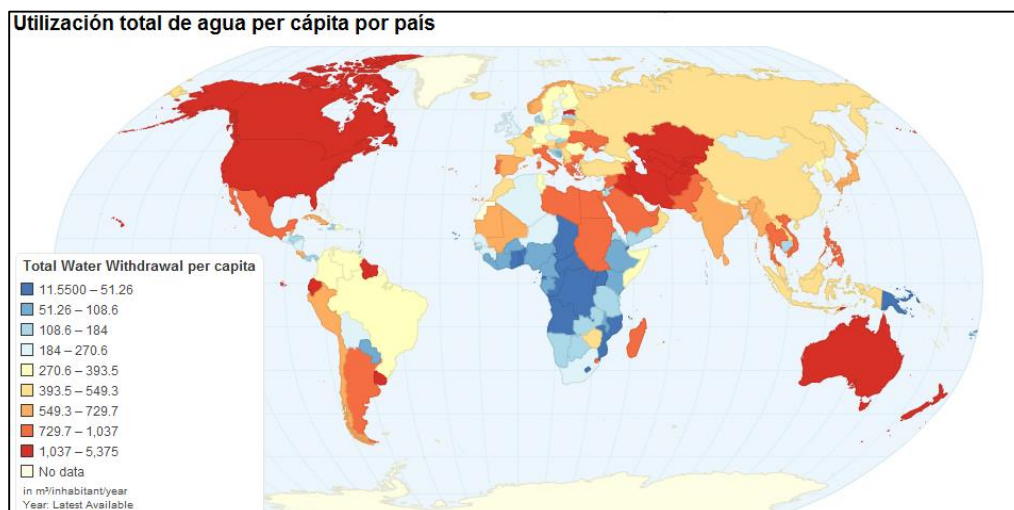 Utilización total de agua per cápita por país
Total Water Withdrawal per capita
11.5500 – 51.26
51.26 – 108.6
108.6 – 184
184 – 270.6
270.6 – 393.5
393.5 – 549.3
549.3 – 729.7
729.7 – 1,037
1,037 – 5,375
No data
in m³/inhabitant/year
Year: Latest Available